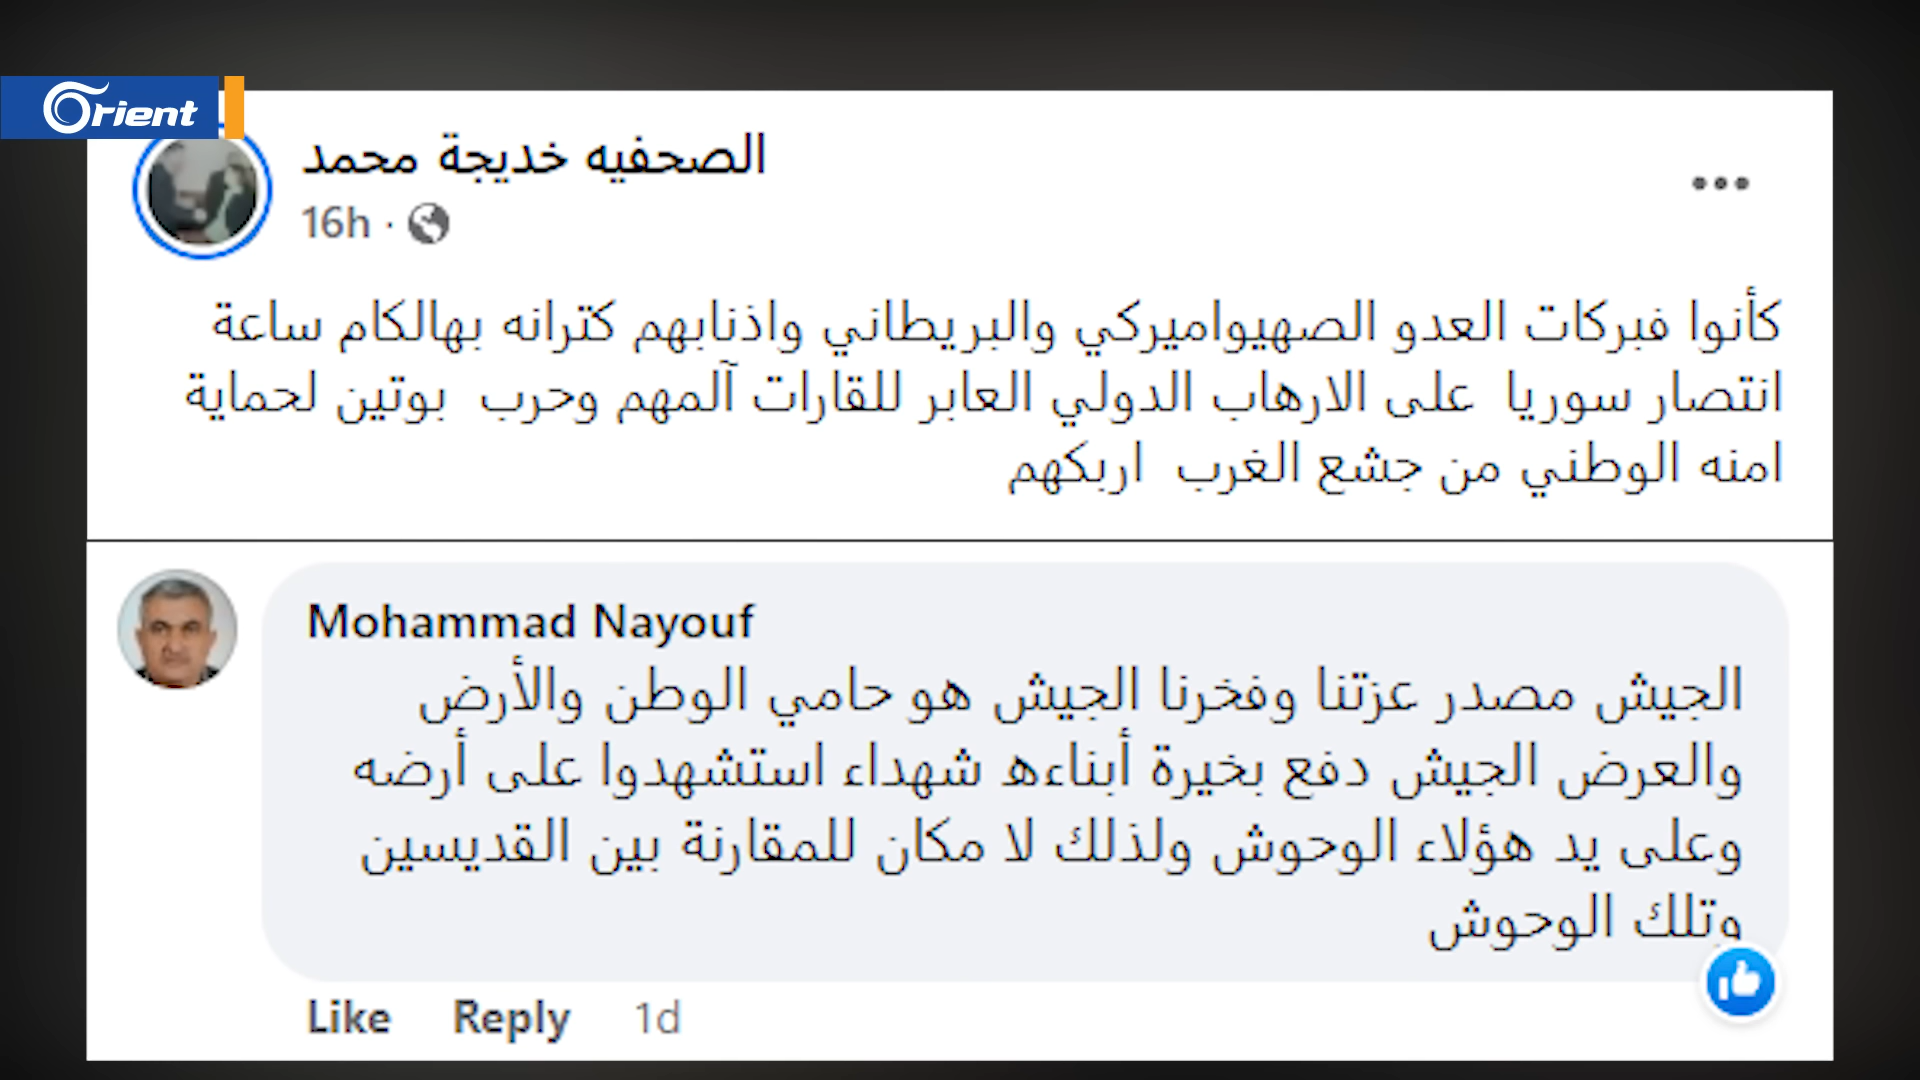 Orient
الصحفيه خديجة محمد
16h ·
كأنوا فبركات العدو الصهيواميركي والبريطاني واذنابهم كترانه بهالكام ساعة
انتصار سوريا على الارهاب الدولي العابر للقارات آلمهم وحرب بوتين لحماية
امنه الوطني من جشع الغرب اربكهم
Mohammad Nayouf
الجيش مصدر عزتنا وفخرنا الجيش هو حامي الوطن والأرض
والعرض الجيش دفع بخيرة أبناءه شهداء استشهدوا على أرضه
وعلى يد هؤلاء الوحوش ولذلك لا مكان للمقارنة بين القديسين
وتلك الوحوش
Like Reply 1d